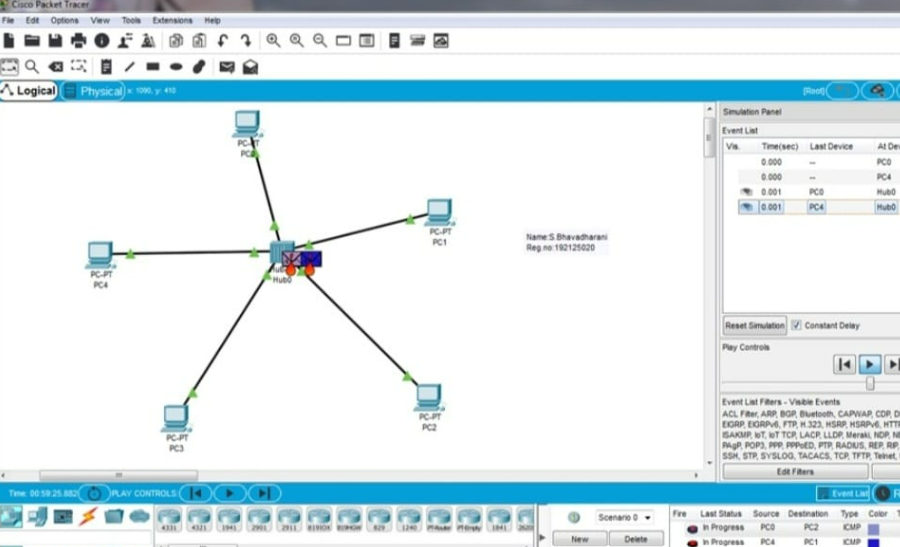 Cisco Packet Tracer
File Edit Options View Tools Extensions Help
Logical Physical x: 1090, y: 410 [Root]
Simulation Panel
Event List
Vis. Time(sec) Last Device At De
0.000 -- PC0
0.000 -- PC4
0.001 PC0 Hub0
0.001 PC4 Hub0
PC-PT
PC-PT
PC1
Name:S.Bhavadharani
Reg.no:192125020
PC-PT
PC4
Hub0
Reset Simulation Constant Delay
Play Controls
PC-PT
PC2
PC-PT
PC3
Event List Filters - Visible Events
ACL Filter, ARP, BGP, Bluetooth, CAPWAP, CDP, D
EIGRP, EIGRPv6, FTP, H.323, HSRP, HSRPv6, HTT
ISAKMP, IoT, IoT TCP, LACP, LLDP, Meraki, NDP,
PAgP, POP3, PPP, PPPoED, PTP, RADIUS, REP, RIP,
SSH, STP, SYSLOG, TACACS, TCP, TFTP, Telnet,
Edit Filters
Time: 00:59:25.882 PLAY CONTROLS: Event List
4331 4321 1941 2901 2911 819IOX 819HGW 829 1240 PT-Router PT-Empty 1841 2620
Scenario 0
New Delete
Fire Last Status Source Destination Type Color
In Progress PC0 PC2 ICMP
In Progress PC4 PC1 ICMP